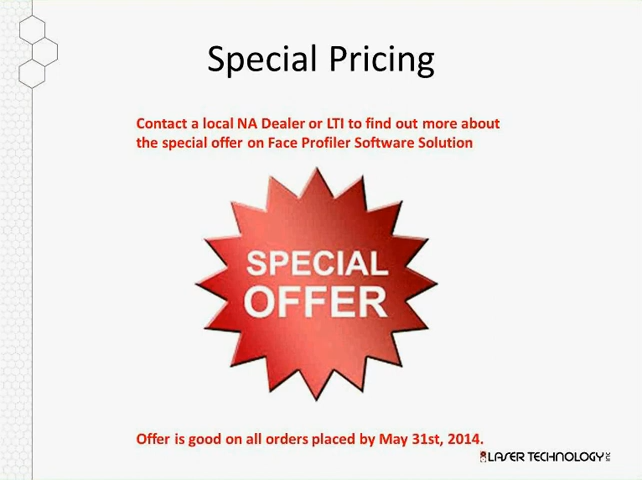 Special Pricing
Contact a local NA Dealer or LTI to find out more about
the special offer on Face Profiler Software Solution
SPECIAL
OFFER
Offer is good on all orders placed by May 31st, 2014.
LASER TECHNOLOGY INC